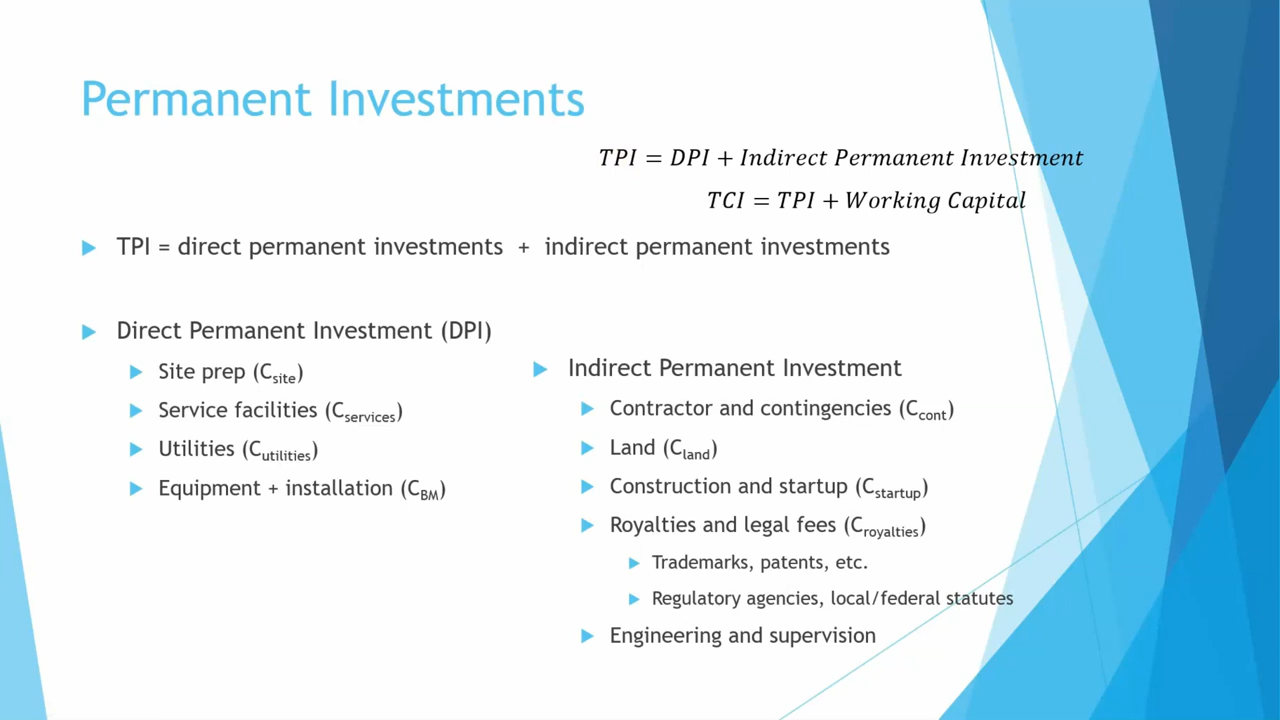 Permanent Investments
TPI = DPI + Indirect Permanent Investment
TCI = TPI + Working Capital
TPI = direct permanent investments + indirect permanent investments
Direct Permanent Investment (DPI)
Site prep (Csite)
Service facilities (Cservices)
Utilities (Cutilities)
Equipment + installation (CBM)
Indirect Permanent Investment
Contractor and contingencies (Ccont)
Land (Cland)
Construction and startup (Cstartup)
Royalties and legal fees (Croyalties)
Trademarks, patents, etc.
Regulatory agencies, local/federal statutes
Engineering and supervision